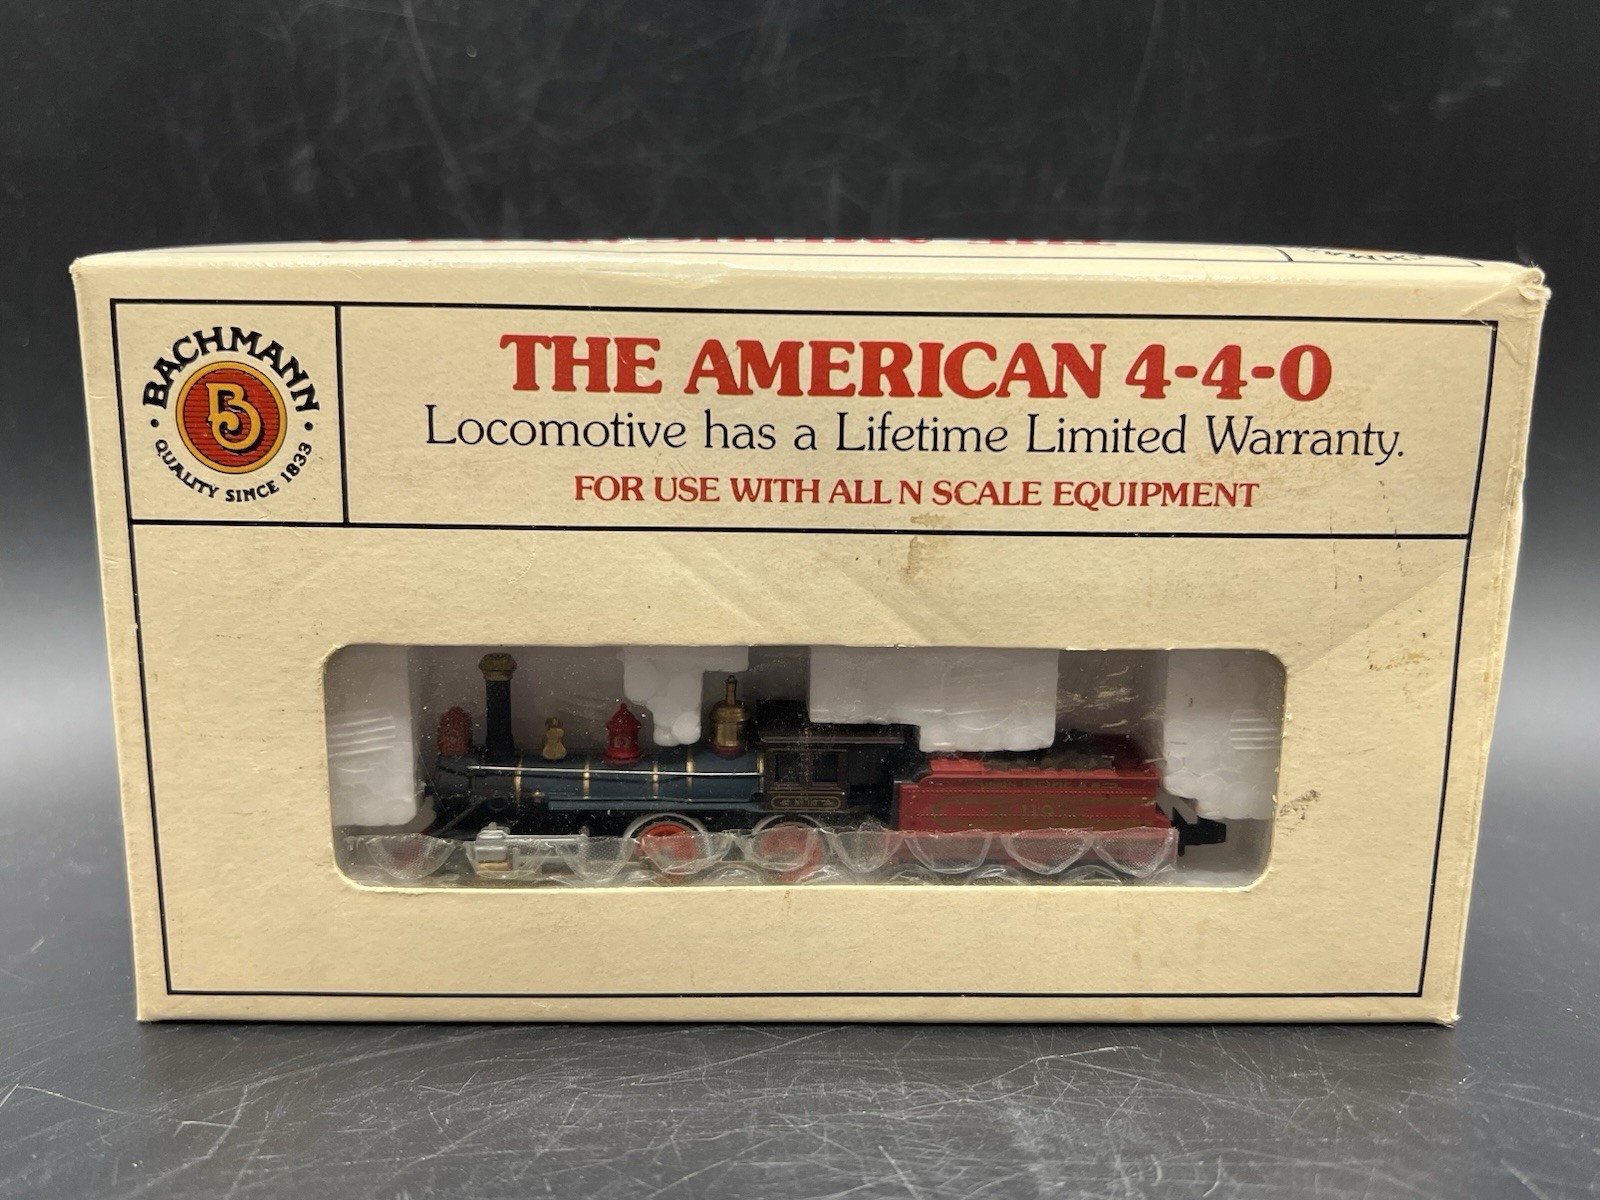 BACHMANN
B
QUALITY SINCE 1833
THE AMERICAN 4-4-0
Locomotive has a Lifetime Limited Warranty.
FOR USE WITH ALL N SCALE EQUIPMENT